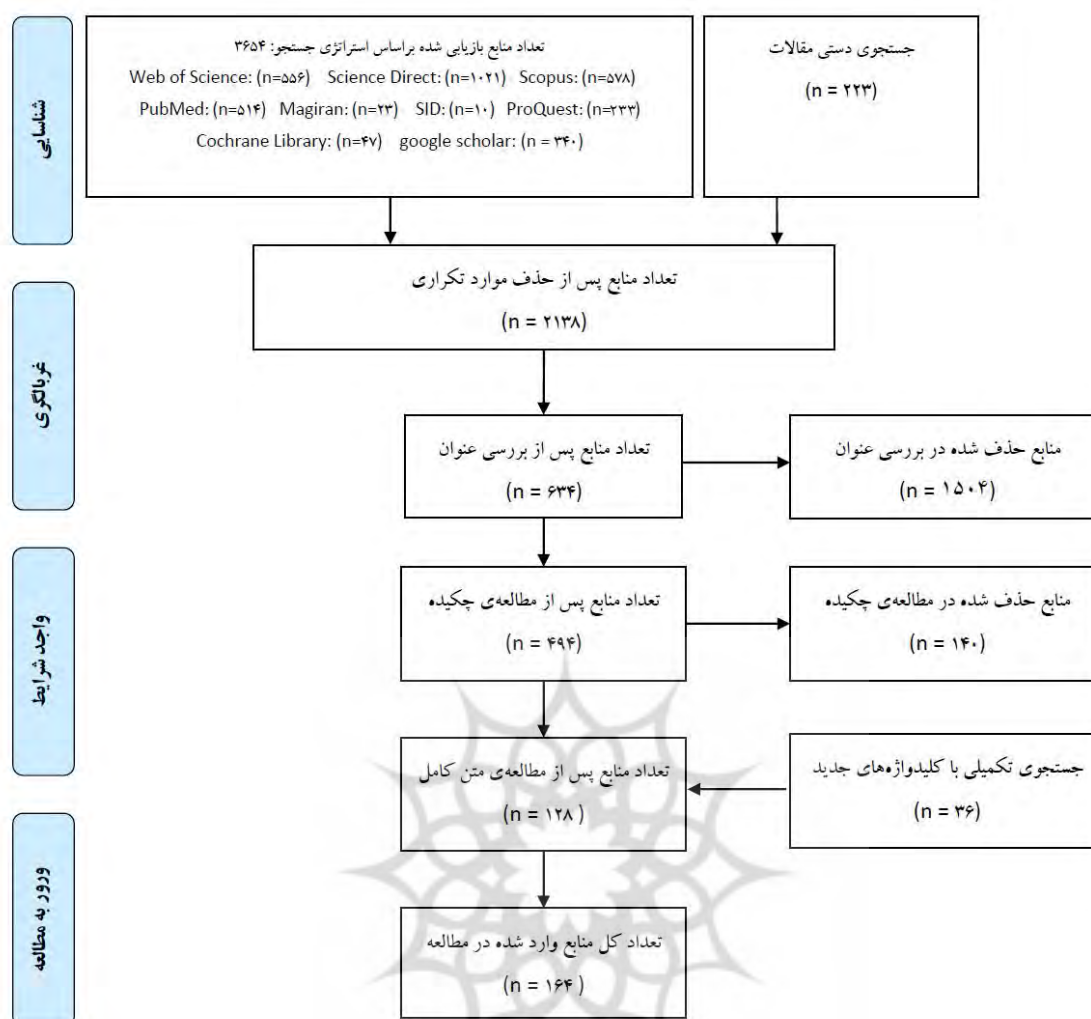 شناسایی
تعداد منابع بازیابی شده براساس استراتژی جستجو: ۳۶۵۴
Web of Science: (n=۵۵۶) Science Direct: (n=۱۰۲۱) Scopus: (n=۵۷۸)
PubMed: (n=۵۱۴) Magiran: (n=۲۳) SID: (n=۱۰) ProQuest: (n=۲۳۳)
Cochrane Library: (n=۴۷) google scholar: (n = ۳۴۰)
جستجوی دستی مقالات
(n = ۲۲۳)
تعداد منابع پس از حذف موارد تکراری
(n = ۲۱۳۸)
غربالگری
تعداد منابع پس از بررسی عنوان
(n = ۶۳۴)
منابع حذف شده در بررسی عنوان
(n = ۱۵۰۴)
واجد شرایط
تعداد منابع پس از مطالعه‌ی چکیده
(n = ۴۹۴)
منابع حذف شده در مطالعه‌ی چکیده
(n = ۱۴۰)
تعداد منابع پس از مطالعه‌ی متن کامل
(n = ۱۲۸)
جستجوی تکمیلی با کلیدواژه‌های جدید
(n = ۳۶)
ورور به مطالعه
تعداد کل منابع وارد شده در مطالعه
(n = ۱۶۴)